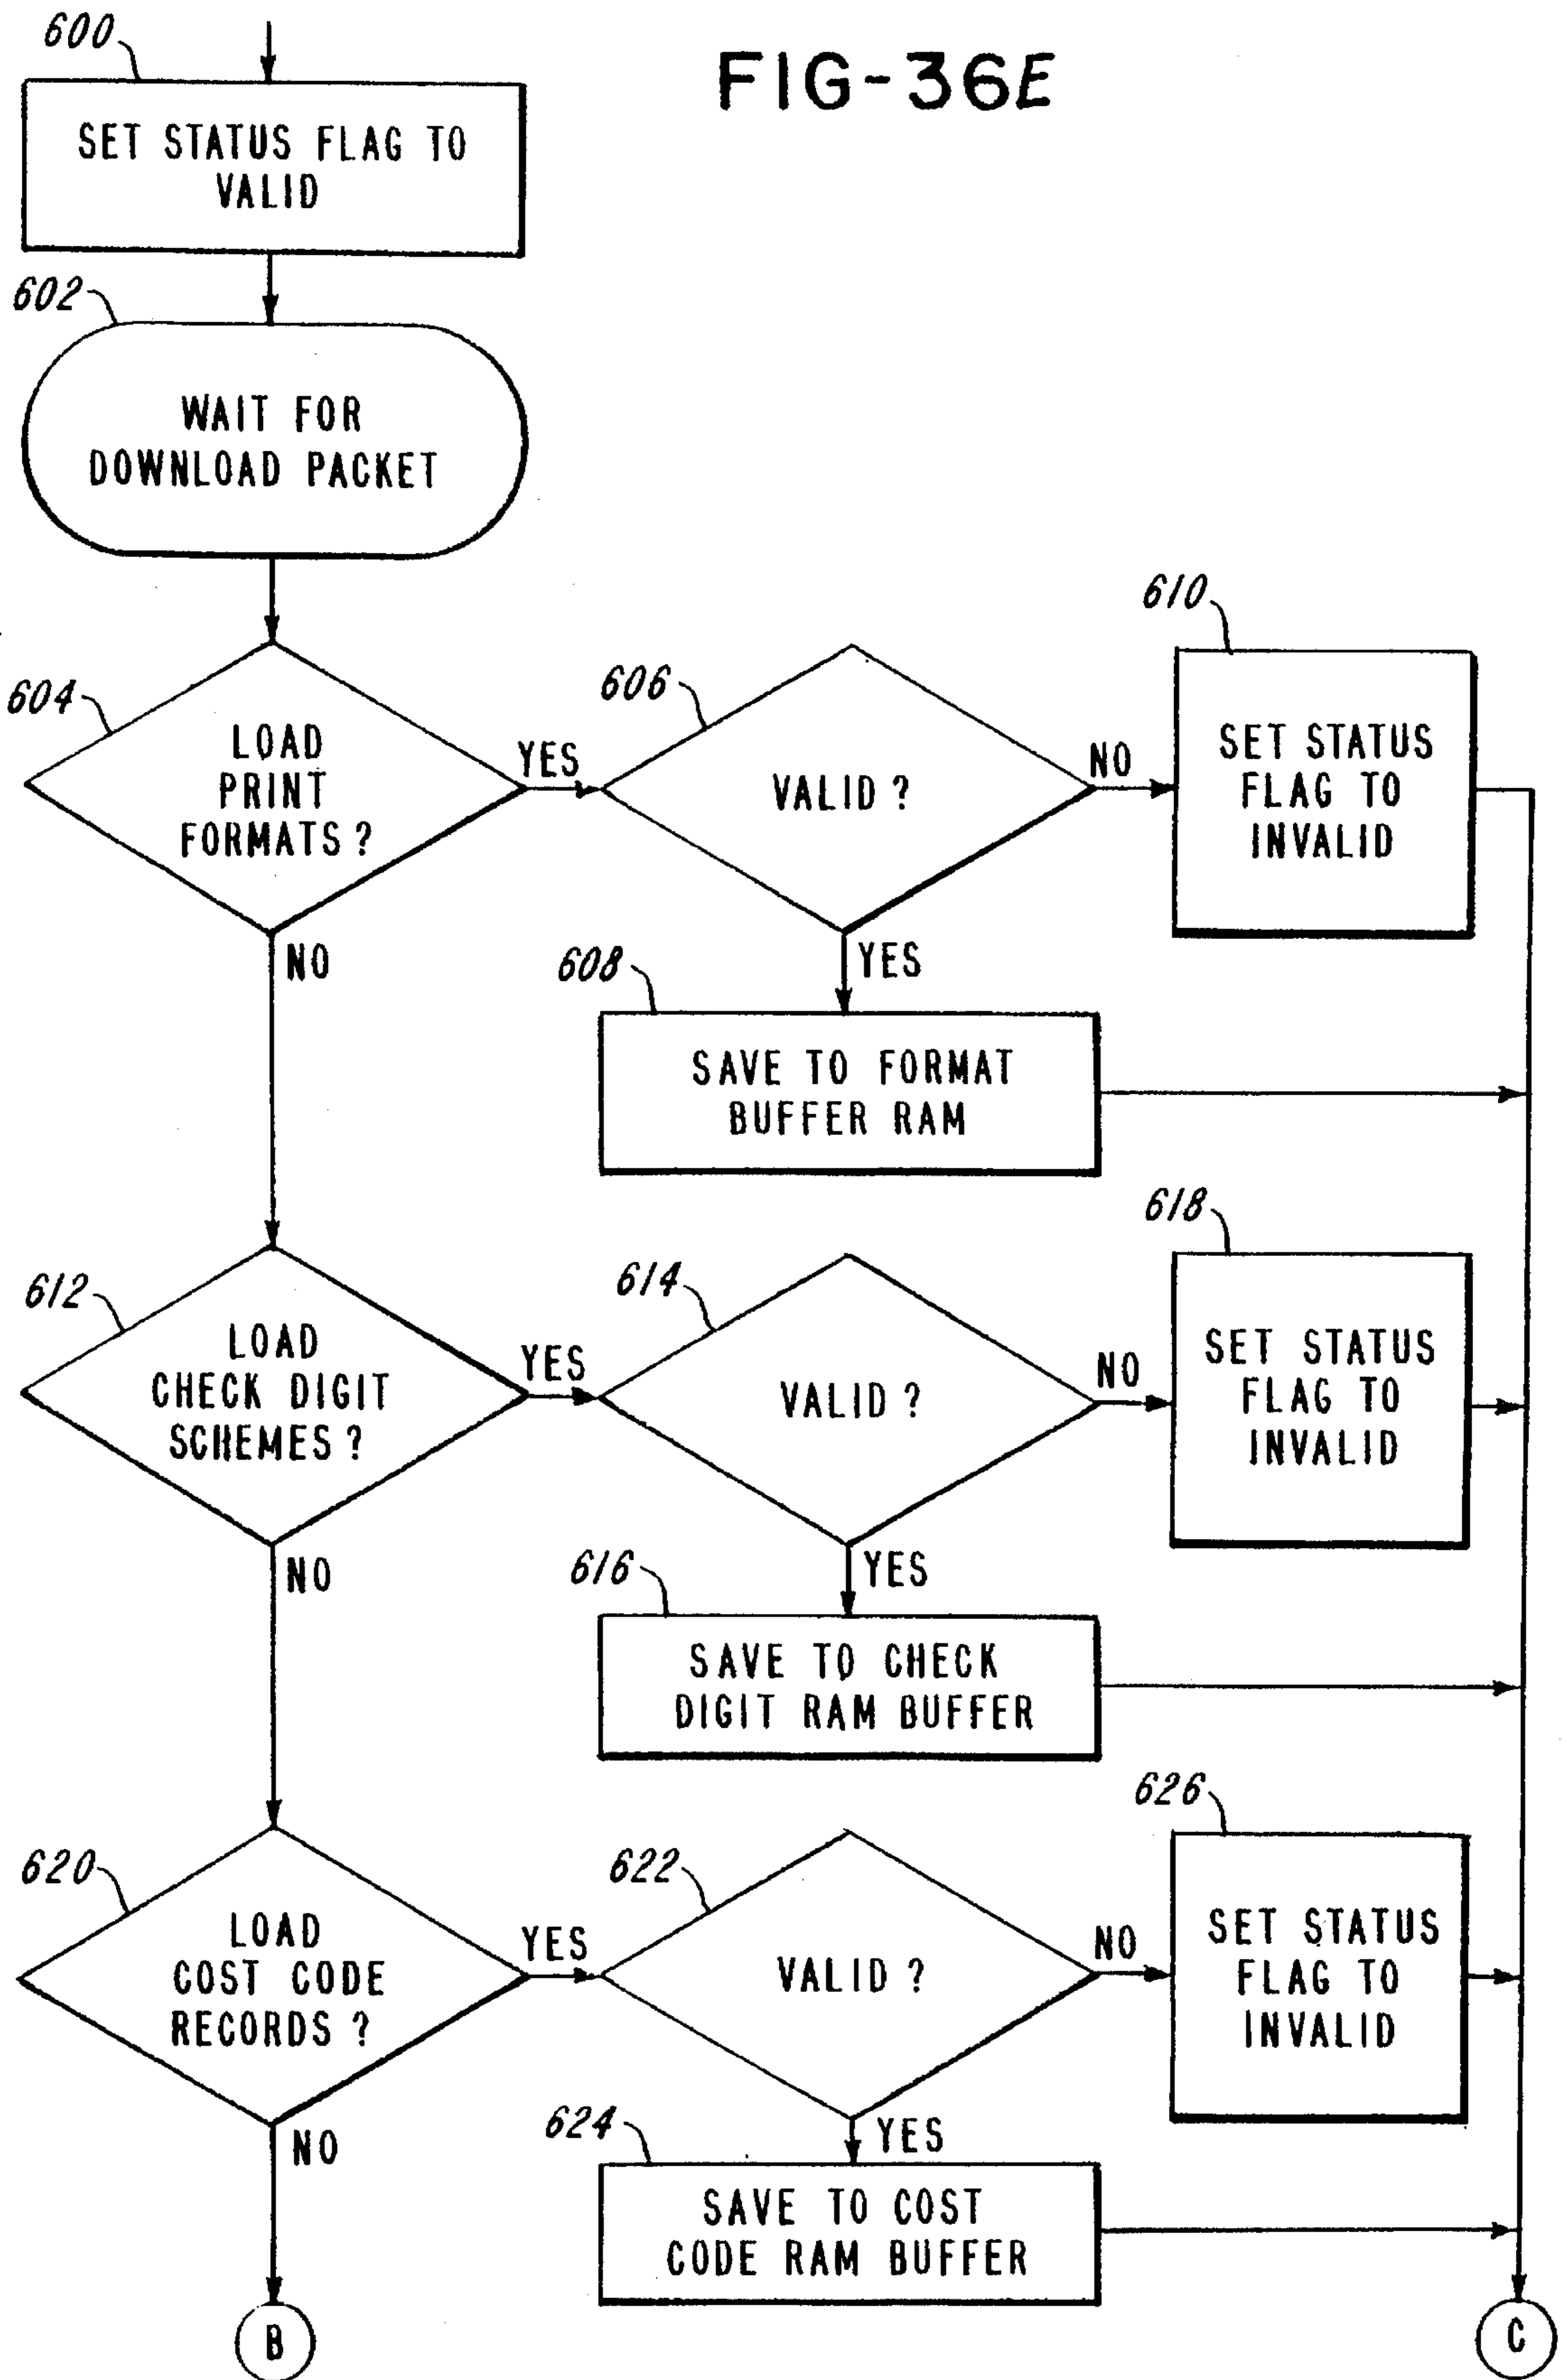 FIG-36E
600
SET STATUS FLAG TO
VALID
602
WAIT FOR
DOWNLOAD PACKET
604
LOAD
PRINT
FORMATS?
YES
NO
606
VALID?
NO
YES
610
SET STATUS
FLAG TO
INVALID
608
SAVE TO FORMAT
BUFFER RAM
612
LOAD
CHECK DIGIT
SCHEMES?
YES
NO
614
VALID?
NO
YES
618
SET STATUS
FLAG TO
INVALID
616
SAVE TO CHECK
DIGIT RAM BUFFER
620
LOAD
COST CODE
RECORDS?
YES
NO
622
VALID?
NO
YES
626
SET STATUS
FLAG TO
INVALID
624
SAVE TO COST
CODE RAM BUFFER
B
C